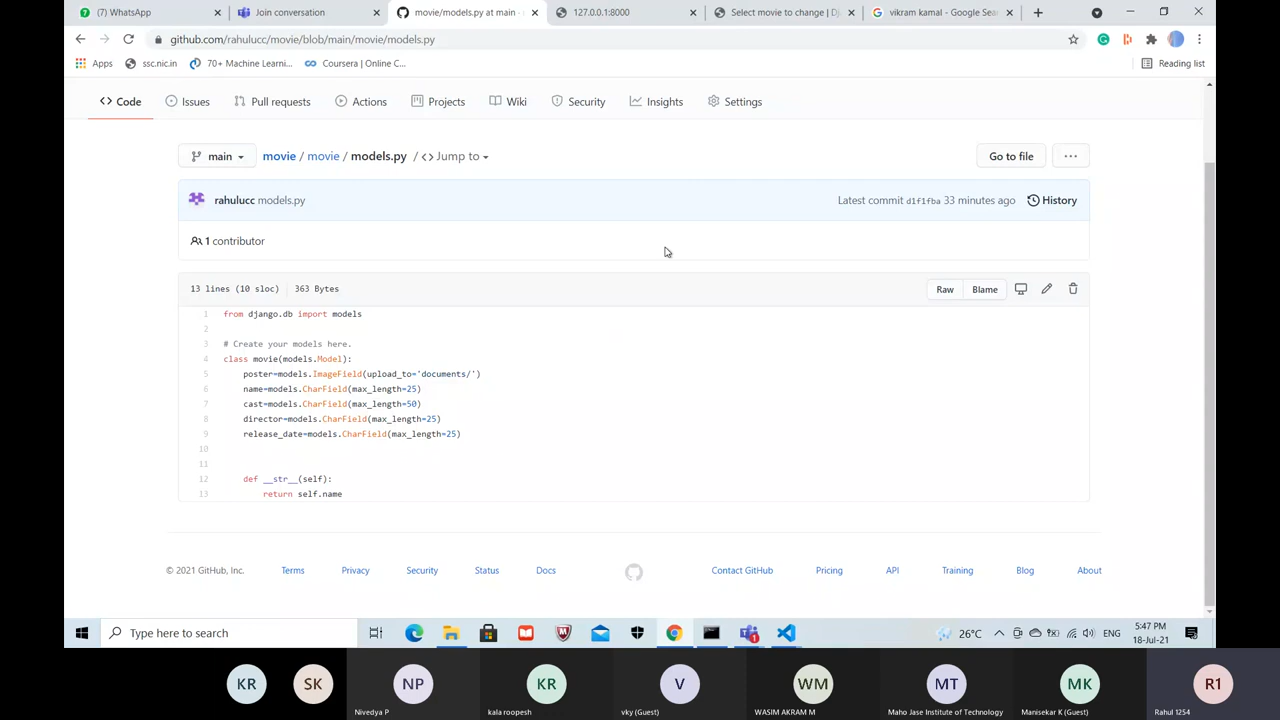 7 WhatsApp
Join conversation
movie/models.py at main ·
127.0.0.1:8000
Select movie to change | Dj
vikram kamal - Google Sea
github.com/rahulucc/movie/blob/main/movie/models.py
Apps
ssc.nic.in
70+ Machine Learni...
Coursera | Online C...
Reading list
Code
Issues
Pull requests
Actions
Projects
Wiki
Security
Insights
Settings
main
movie / movie / models.py / <> Jump to
Go to file
...
rahulucc models.py
Latest commit d1f1fba 33 minutes ago
History
1 contributor
13 lines (10 sloc) | 363 Bytes
Raw
Blame
1 from django.db import models
2
3 # Create your models here.
4 class movie(models.Model):
5 poster=models.ImageField(upload_to='documents/')
6 name=models.CharField(max_length=25)
7 cast=models.CharField(max_length=50)
8 director=models.CharField(max_length=25)
9 release_date=models.CharField(max_length=25)
10
11
12 def __str__(self):
13 return self.name
© 2021 GitHub, Inc.
Terms
Privacy
Security
Status
Docs
Contact GitHub
Pricing
API
Training
Blog
About
Type here to search
1
26°C
ENG
5:47 PM
18-Jul-21
KR
SK
NP
KR
V
WM
MT
MK
R1
Nivedya P
kala roopesh
vky (Guest)
WASIM AKRAM M
Maho Jase Institute of Technology
Manisekar K (Guest)
Rahul 1254